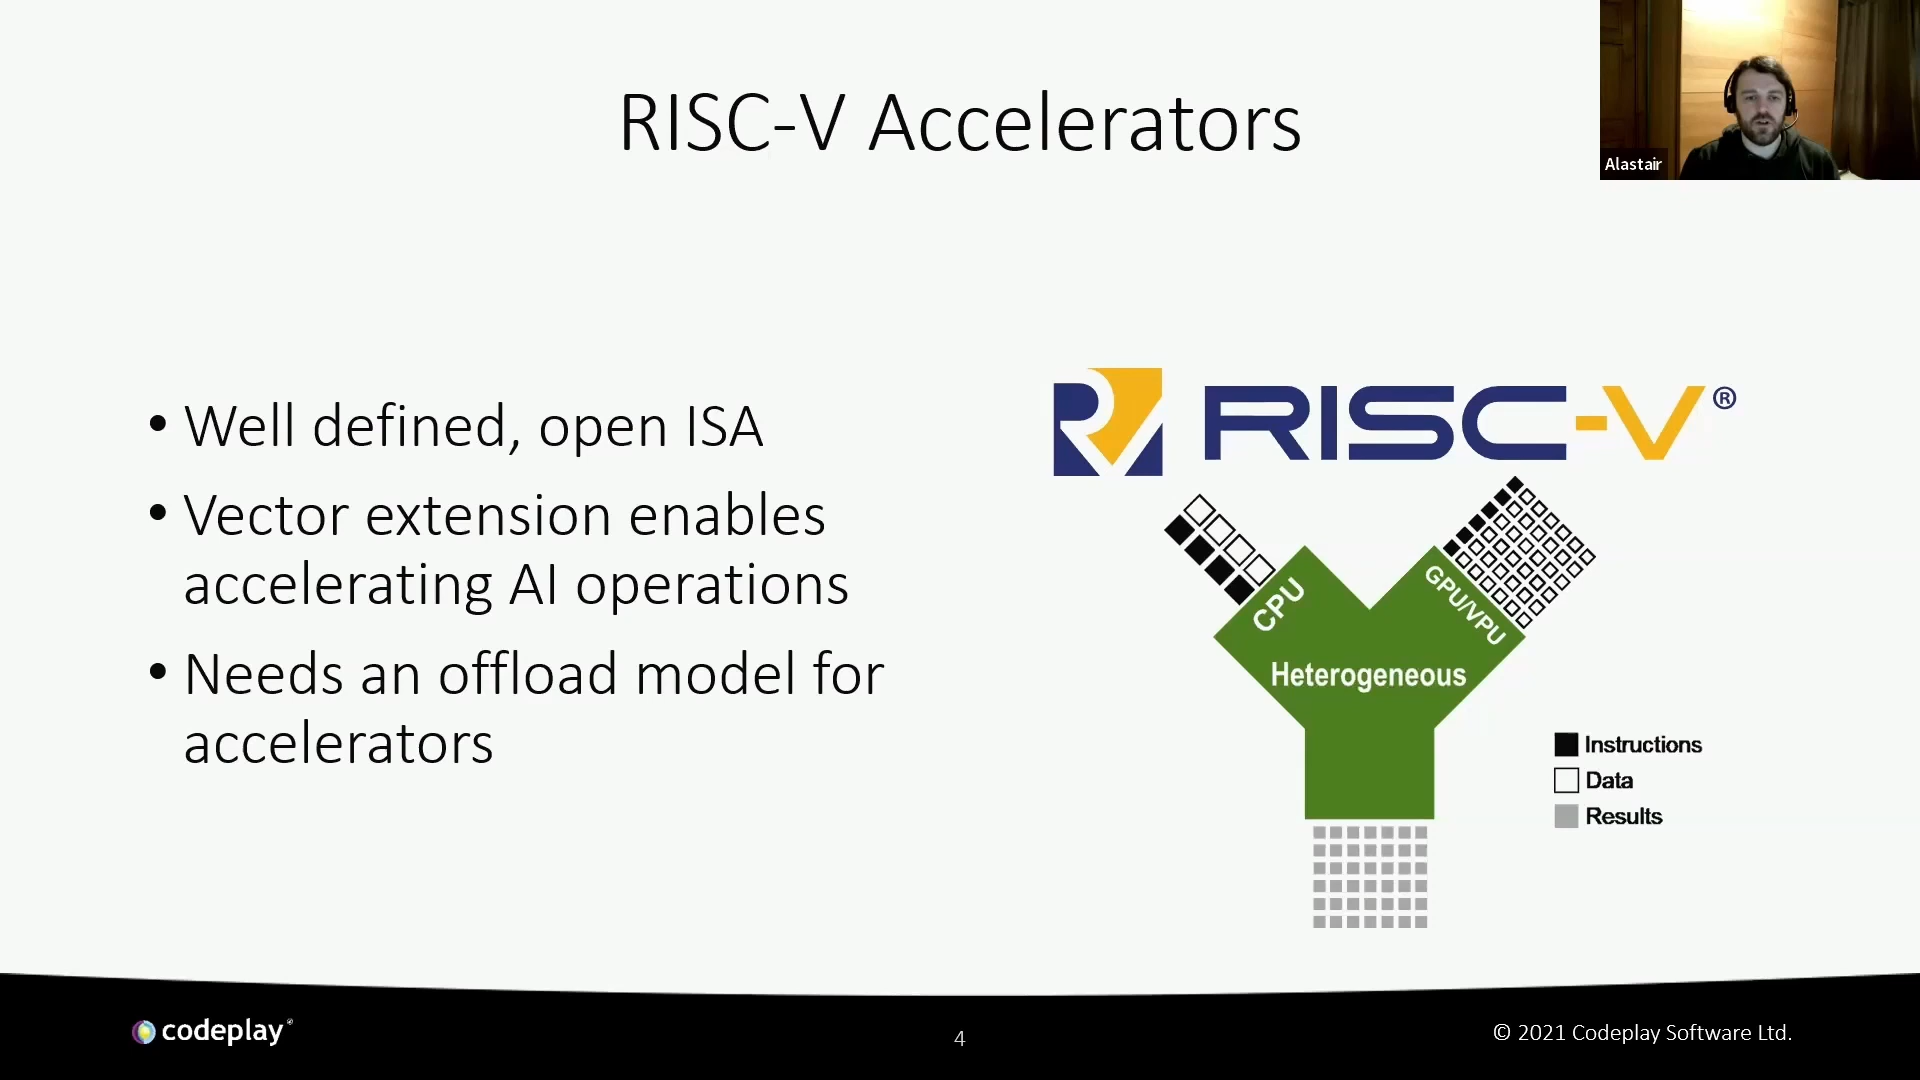 RISC-V Accelerators
Alastair
• Well defined, open ISA
• Vector extension enables
accelerating AI operations
• Needs an offload model for
accelerators
RISC-V®
CPU
GPU/VPU
Heterogeneous
Instructions
Data
Results
codeplay®
4
© 2021 Codeplay Software Ltd.